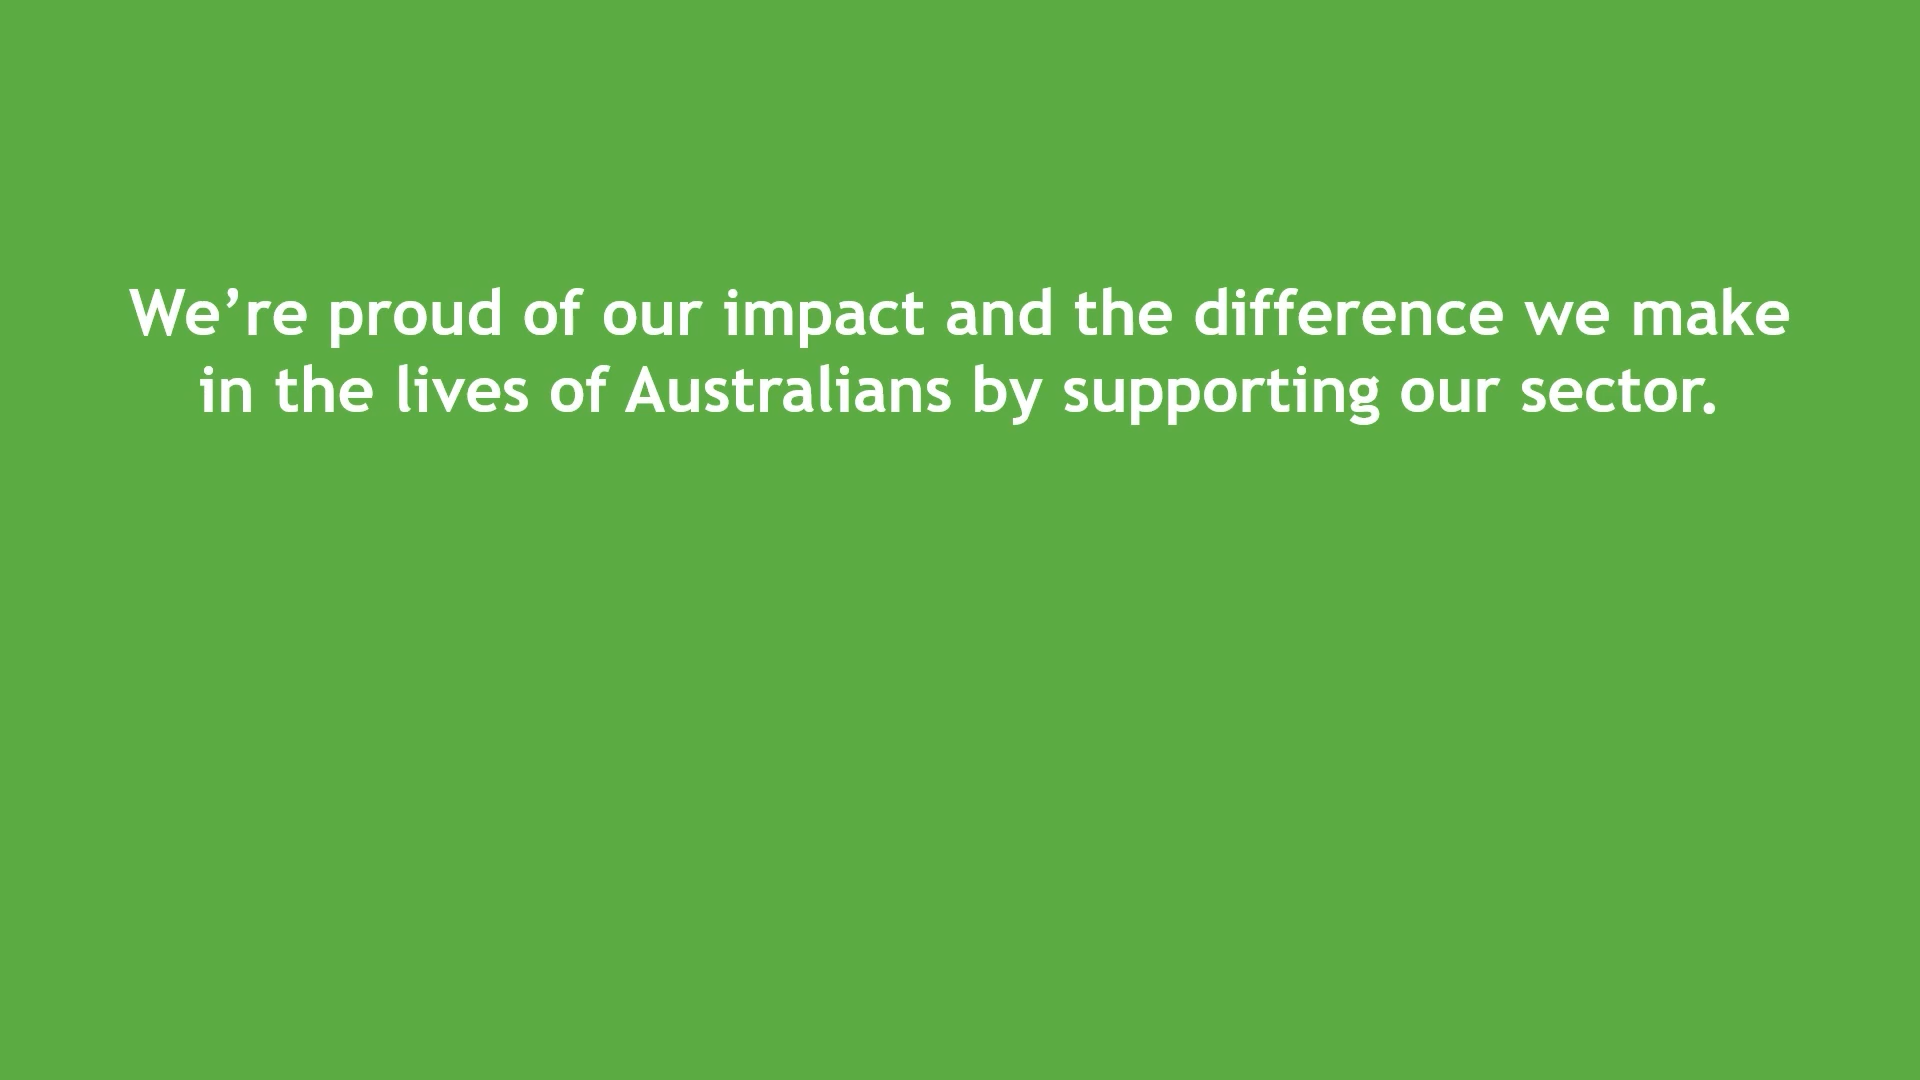 We’re proud of our impact and the difference we make
in the lives of Australians by supporting our sector.